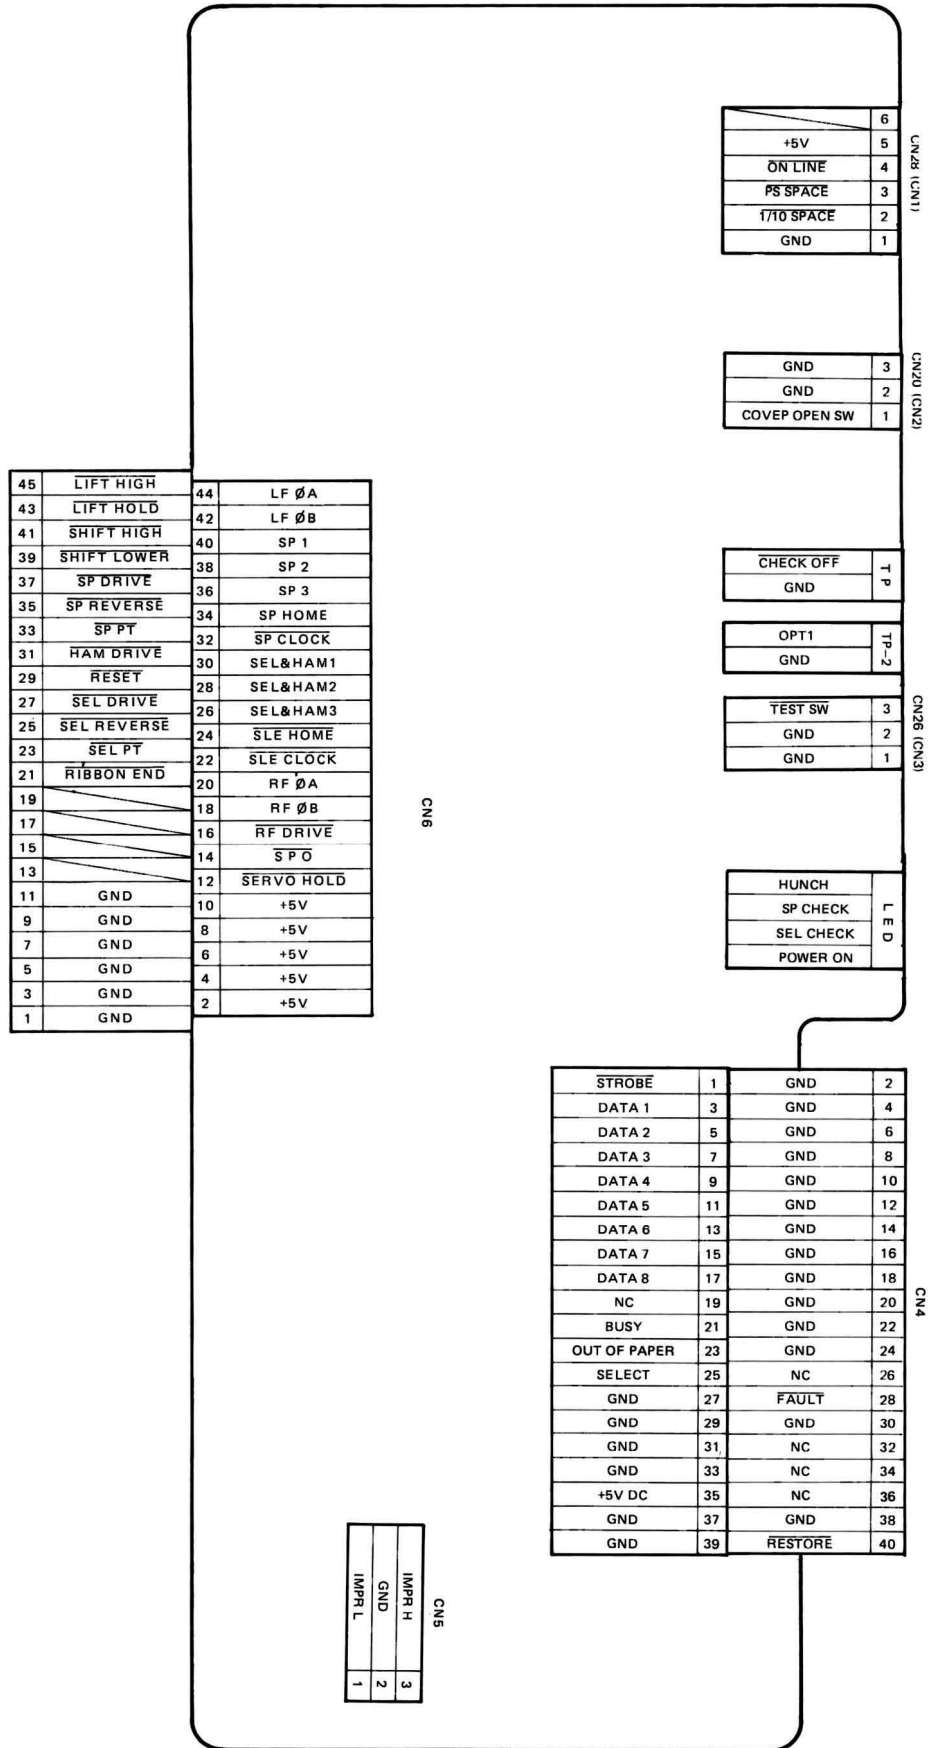 6
+5V 5
ON LINE 4
PS SPACE 3
1/10 SPACE 2
GND 1
CN28 (CN1)
GND 3
GND 2
COVEP OPEN SW 1
CN20 (CN2)
CHECK OFF
GND
TP
OPT1
GND
TP-2
TEST SW 3
GND 2
GND 1
CN26 (CN3)
HUNCH
SP CHECK
SEL CHECK
POWER ON
LED
45 LIFT HIGH
43 LIFT HOLD
41 SHIFT HIGH
39 SHIFT LOWER
37 SP DRIVE
35 SP REVERSE
33 SP PT
31 HAM DRIVE
29 RESET
27 SEL DRIVE
25 SEL REVERSE
23 SEL PT
21 RIBBON END
19
17
15
13
11 GND
9 GND
7 GND
5 GND
3 GND
1 GND
44 LF ØA
42 LF ØB
40 SP 1
38 SP 2
36 SP 3
34 SP HOME
32 SP CLOCK
30 SEL&HAM1
28 SEL&HAM2
26 SEL&HAM3
24 SLE HOME
22 SLE CLOCK
20 RF ØA
18 RF ØB
16 RF DRIVE
14 SPO
12 SERVO HOLD
10 +5V
8 +5V
6 +5V
4 +5V
2 +5V
CN6
STROBE 1 GND 2
DATA 1 3 GND 4
DATA 2 5 GND 6
DATA 3 7 GND 8
DATA 4 9 GND 10
DATA 5 11 GND 12
DATA 6 13 GND 14
DATA 7 15 GND 16
DATA 8 17 GND 18
NC 19 GND 20
BUSY 21 GND 22
OUT OF PAPER 23 GND 24
SELECT 25 NC 26
GND 27 FAULT 28
GND 29 GND 30
GND 31 NC 32
GND 33 NC 34
+5V DC 35 NC 36
GND 37 GND 38
GND 39 RESTORE 40
CN4
CN5
IMPR H 3
GND 2
IMPR L 1